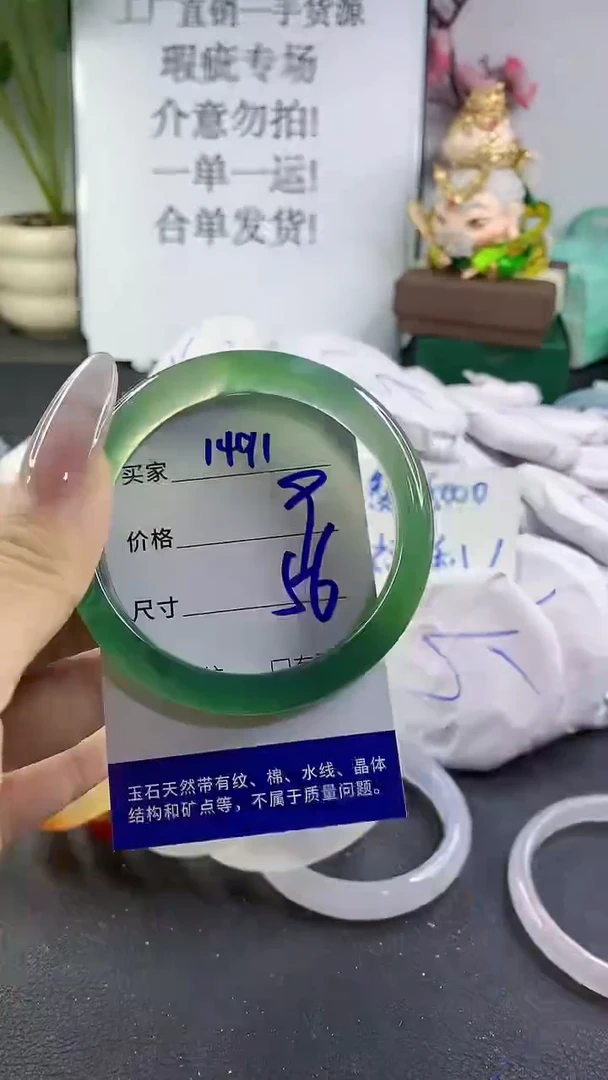 工厂直销一手货源
瑕疵专场
介意勿拍!
一单一运!
合单发货!
买家 1491
价格
尺寸 56
玉石天然带有纹、棉、水线、晶体
结构和矿点等，不属于质量问题。